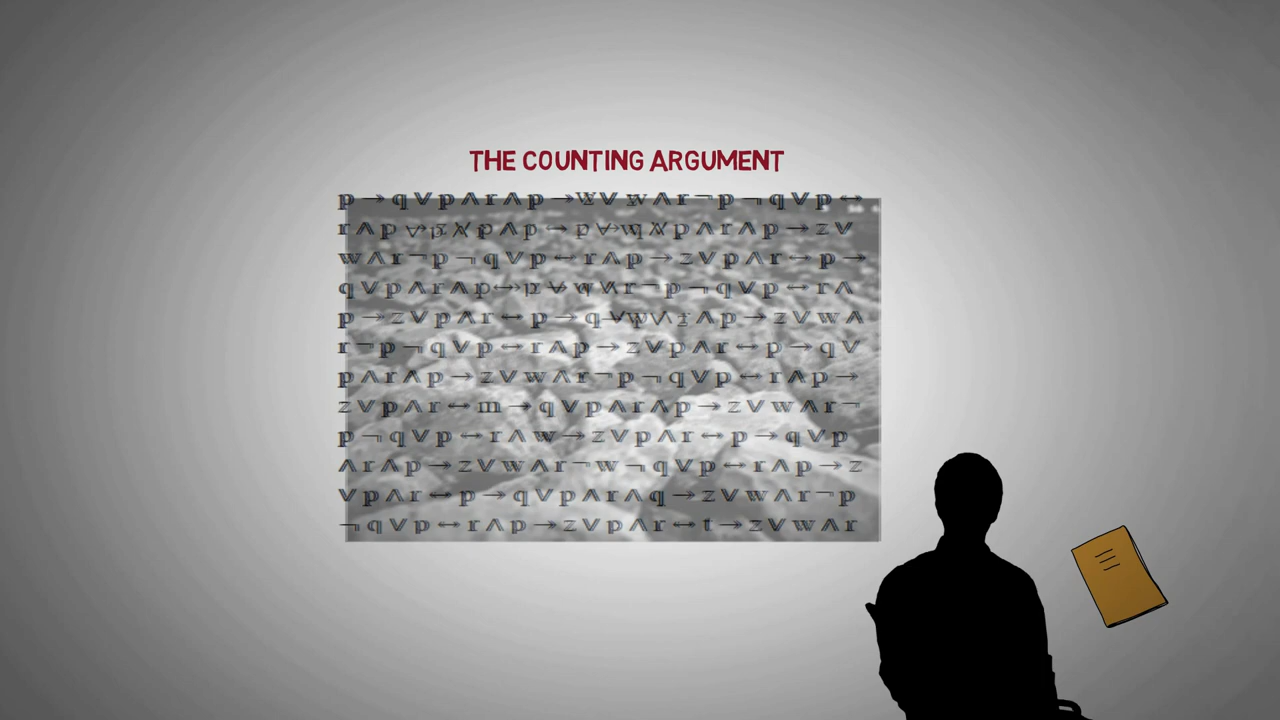 THE COUNTING ARGUMENT
p → q ∨ p ∧ r ∧ p → ∨ w ∧ r ¬ p ¬ q ∨ p ↔
r ∧ p p ∧ r ∧ p → z ∨
w ∧ r ¬ p ¬ q ∨ p ↔ r ∧ p → z ∨ p ∧ r ↔ p →
q ∨ p ∧ r ∧ p r ¬ p ¬ q ∨ p ↔ r ∧
p → z ∨ p ∧ r ↔ p → q ∧ p → z ∨ w ∧
r ¬ p ¬ q ∨ p ↔ r ∧ p → z ∨ p ∧ r ↔ p → q ∨
p ∧ r ∧ p → z ∨ w ∧ r ¬ p ¬ q ∨ p ↔ r ∧ p →
z ∨ p ∧ r ↔ m → q ∨ p ∧ r ∧ p → z ∨ w ∧ r ¬
p ¬ q ∨ p ↔ r ∧ w → z ∨ p ∧ r ↔ p → q ∨ p
∧ r ∧ p → z ∨ w ∧ r ¬ w ¬ q ∨ p ↔ r ∧ p → z
∨ p ∧ r ↔ p → q ∨ p ∧ r ∧ q → z ∨ w ∧ r ¬ p
¬ q ∨ p ↔ r ∧ p → z ∨ p ∧ r ↔ t → z ∨ w ∧ r